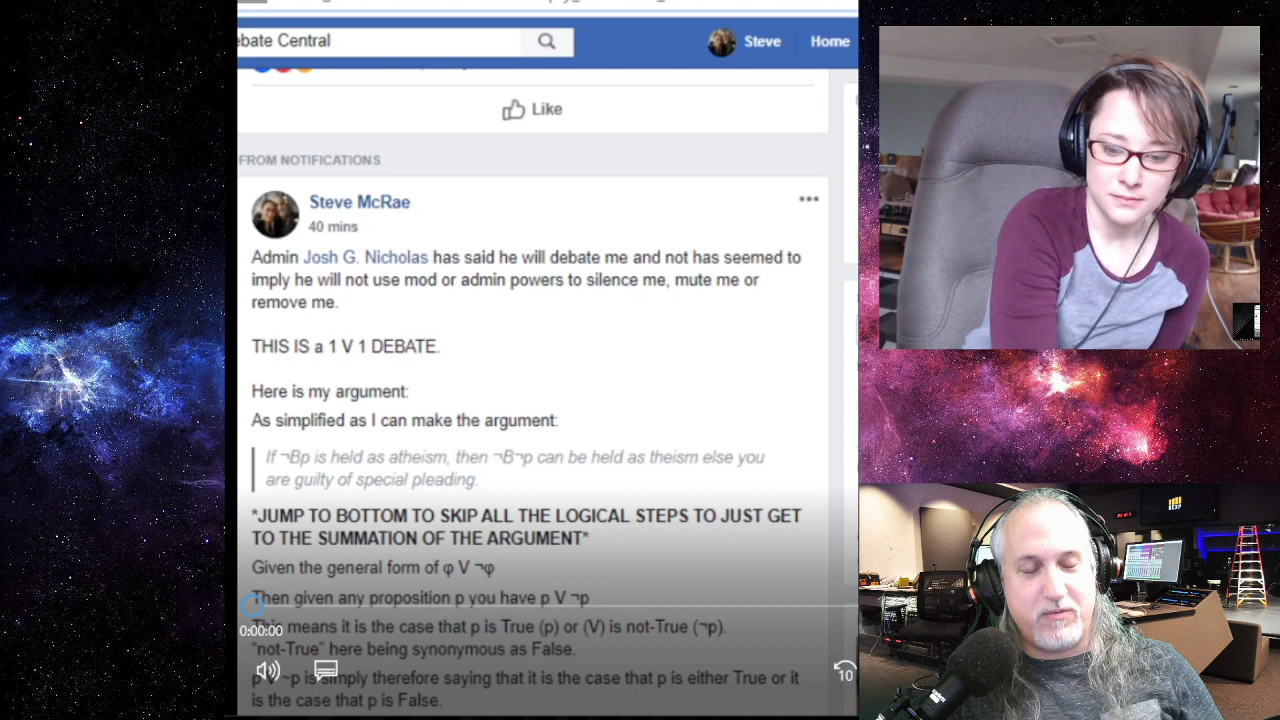 ebate Central
Steve
Home
Like
FROM NOTIFICATIONS
Steve McRae
40 mins
Admin Josh G. Nicholas has said he will debate me and not has seemed to
imply he will not use mod or admin powers to silence me, mute me or
remove me.
THIS IS a 1 V 1 DEBATE.
Here is my argument:
As simplified as I can make the argument:
If ¬Bp is held as atheism, then ¬B¬p can be held as theism else you
are guilty of special pleading.
*JUMP TO BOTTOM TO SKIP ALL THE LOGICAL STEPS TO JUST GET
TO THE SUMMATION OF THE ARGUMENT*
Given the general form of φ V ¬φ
Then given any proposition p you have p V ¬p
This means it is the case that p is True (p) or (V) is not-True (¬p).
0:00:00
"not-True" here being synonymous as False.
p V ¬p is simply therefore saying that it is the case that p is either True or it
is the case that p is False.
10